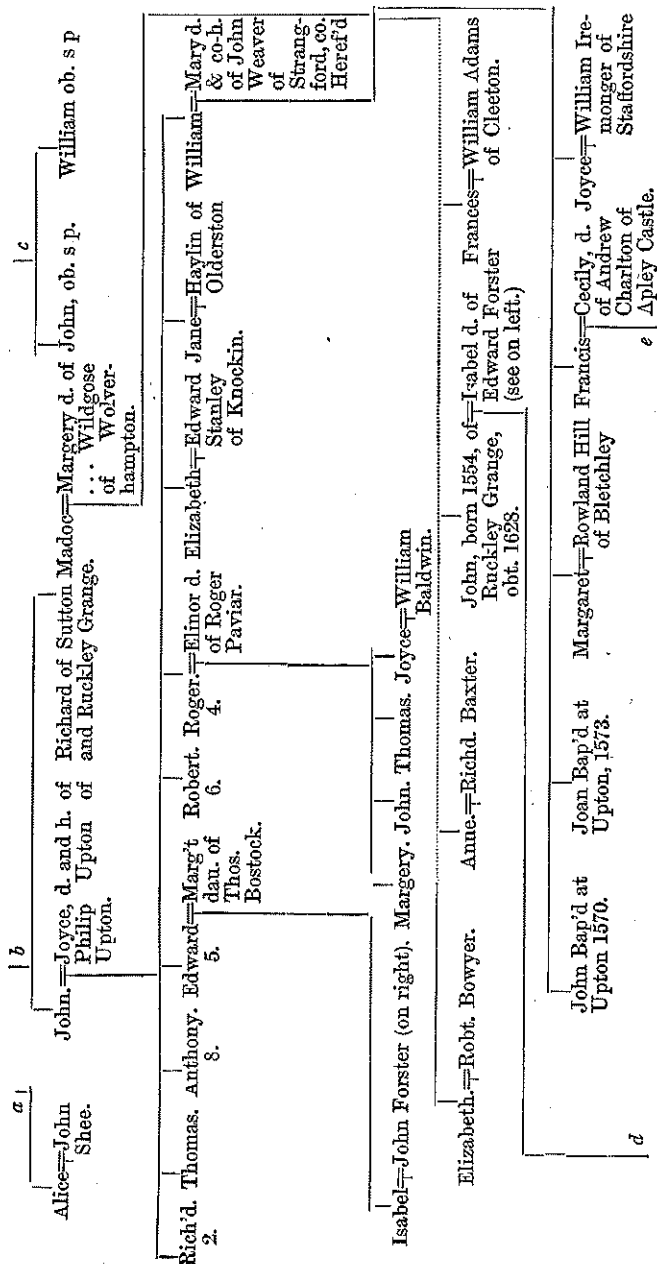 a b c
Alice=John Shee.
John.=Joyce, d. and h. of Philip Upton of Upton.
Richard of Sutton Madoc and Ruckley Grange.
=Margery d. of ... Wildgose of Wolver-
hampton.
John, ob. s p.
William ob. s p
Rich'd. Thomas. Anthony. Edward=Marg't Robert. Roger.=Elinor d. Elizabeth=Edward Jane=Haylin of William=Mary d.
2. 8. 5. dau. of 6. 4. of Roger Stanley Olderston & co-h.
Thos. Paviar. of Knockin. of John
Bostock. Weaver
of
Strang-
ford, co.
Heref'd
Isabel=John Forster (on right). Margery. John. Thomas. Joyce=William
Baldwin.
Elizabeth.=Robt. Bowyer. Anne.=Richd. Baxter. John, born 1554, of=Isabel d. of Frances=William Adams
Ruckley Grange, Edward Forster of Cleeton.
obt. 1628. (see on left.)
John Bap'd at Joan Bap'd at Margaret=Rowland Hill Francis=Cecily, d. Joyce=William Ire-
Upton 1570. Upton, 1573. of Bletchley of Andrew monger of
Charlton of Staffordshire
Apley Castle.
d e